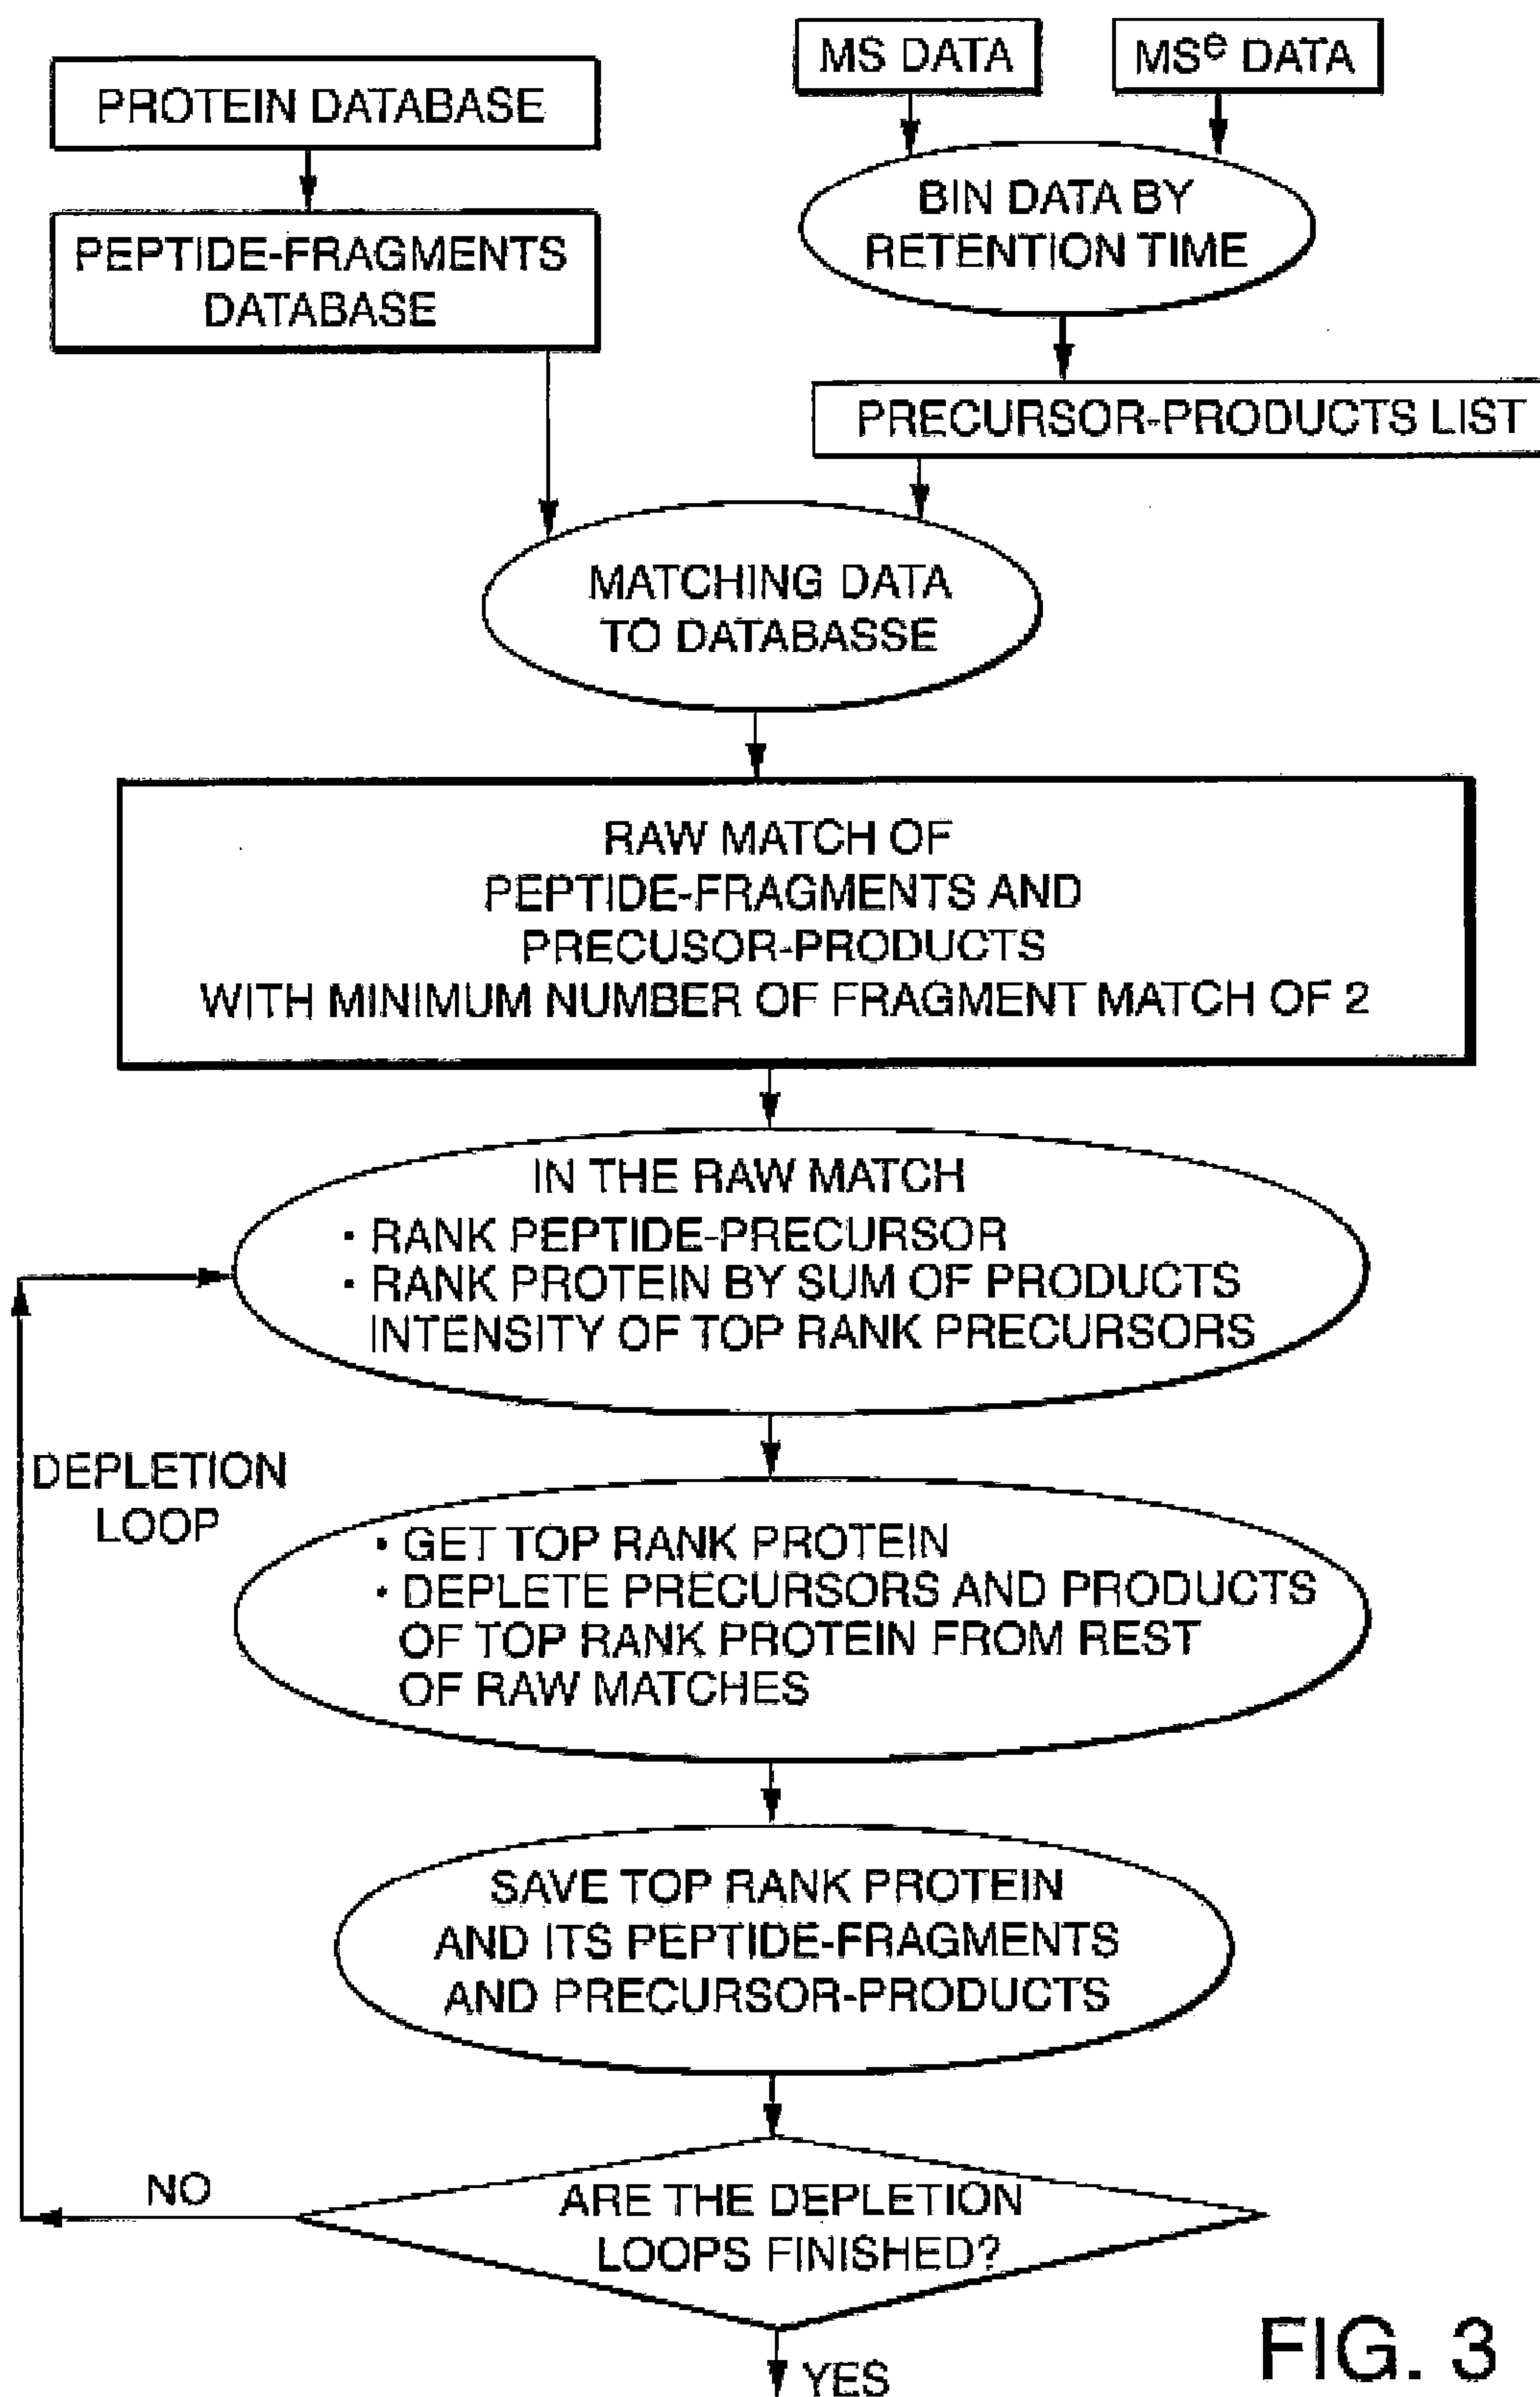 PROTEIN DATABASE
PEPTIDE-FRAGMENTS
DATABASE
MS DATA
MSe DATA
BIN DATA BY
RETENTION TIME
PRECURSOR-PRODUCTS LIST
MATCHING DATA
TO DATABASSE
RAW MATCH OF
PEPTIDE-FRAGMENTS AND
PRECUSOR-PRODUCTS
WITH MINIMUM NUMBER OF FRAGMENT MATCH OF 2
IN THE RAW MATCH
· RANK PEPTIDE-PRECURSOR
· RANK PROTEIN BY SUM OF PRODUCTS
INTENSITY OF TOP RANK PRECURSORS
DEPLETION
LOOP
· GET TOP RANK PROTEIN
· DEPLETE PRECURSORS AND PRODUCTS
OF TOP RANK PROTEIN FROM REST
OF RAW MATCHES
SAVE TOP RANK PROTEIN
AND ITS PEPTIDE-FRAGMENTS
AND PRECURSOR-PRODUCTS
NO
ARE THE DEPLETION
LOOPS FINISHED?
YES
FIG. 3